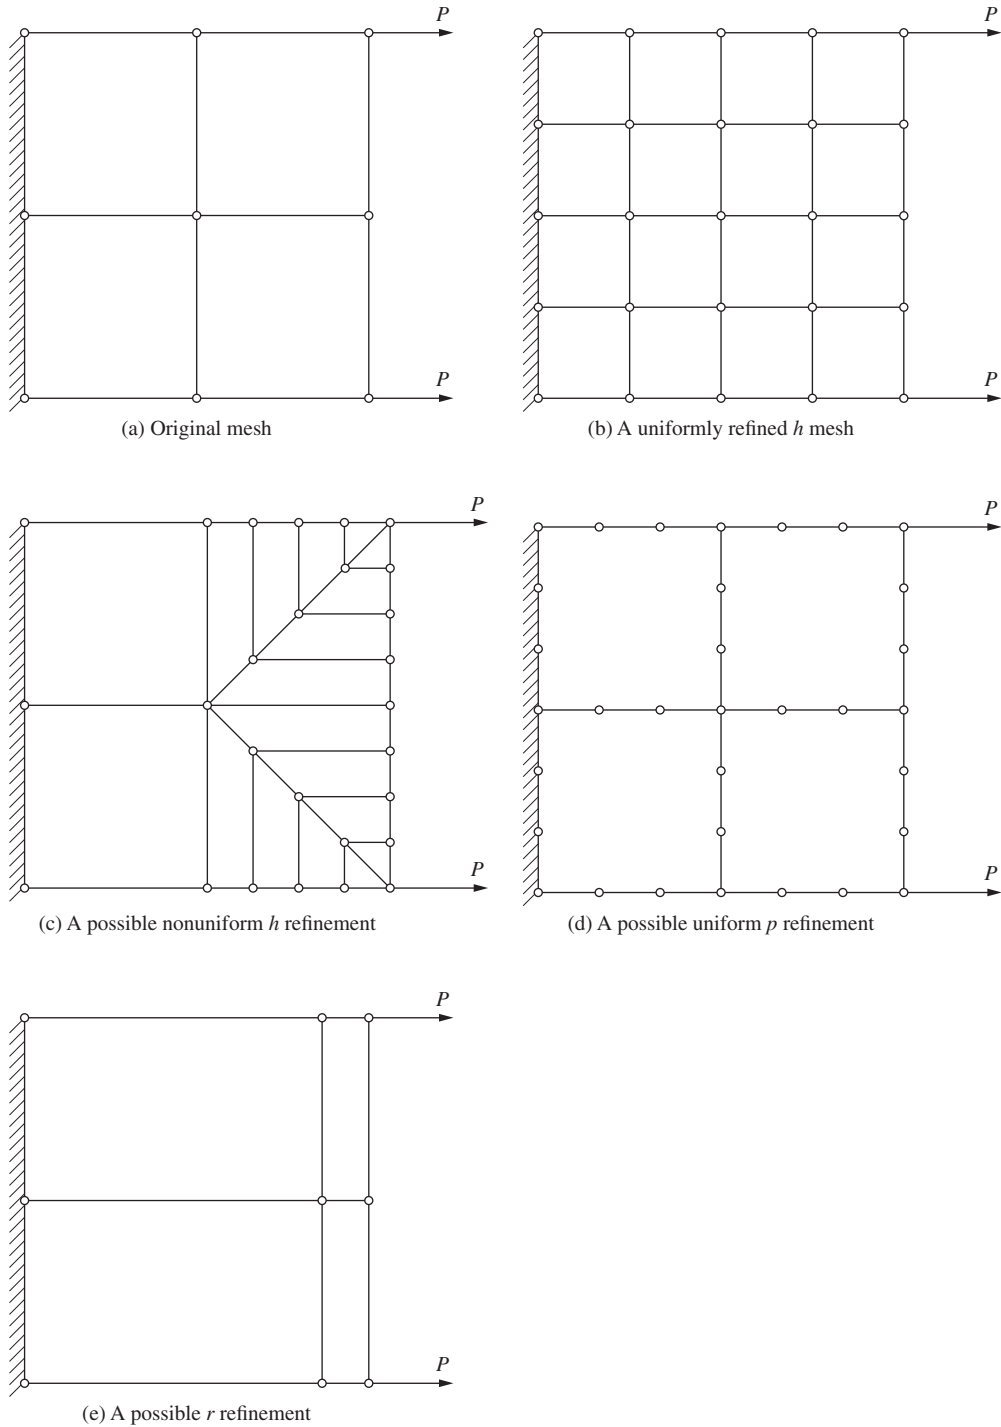 P
P
P
P
(a) Original mesh
(b) A uniformly refined h mesh
P
P
P
P
(c) A possible nonuniform h refinement
(d) A possible uniform p refinement
P
P
(e) A possible r refinement